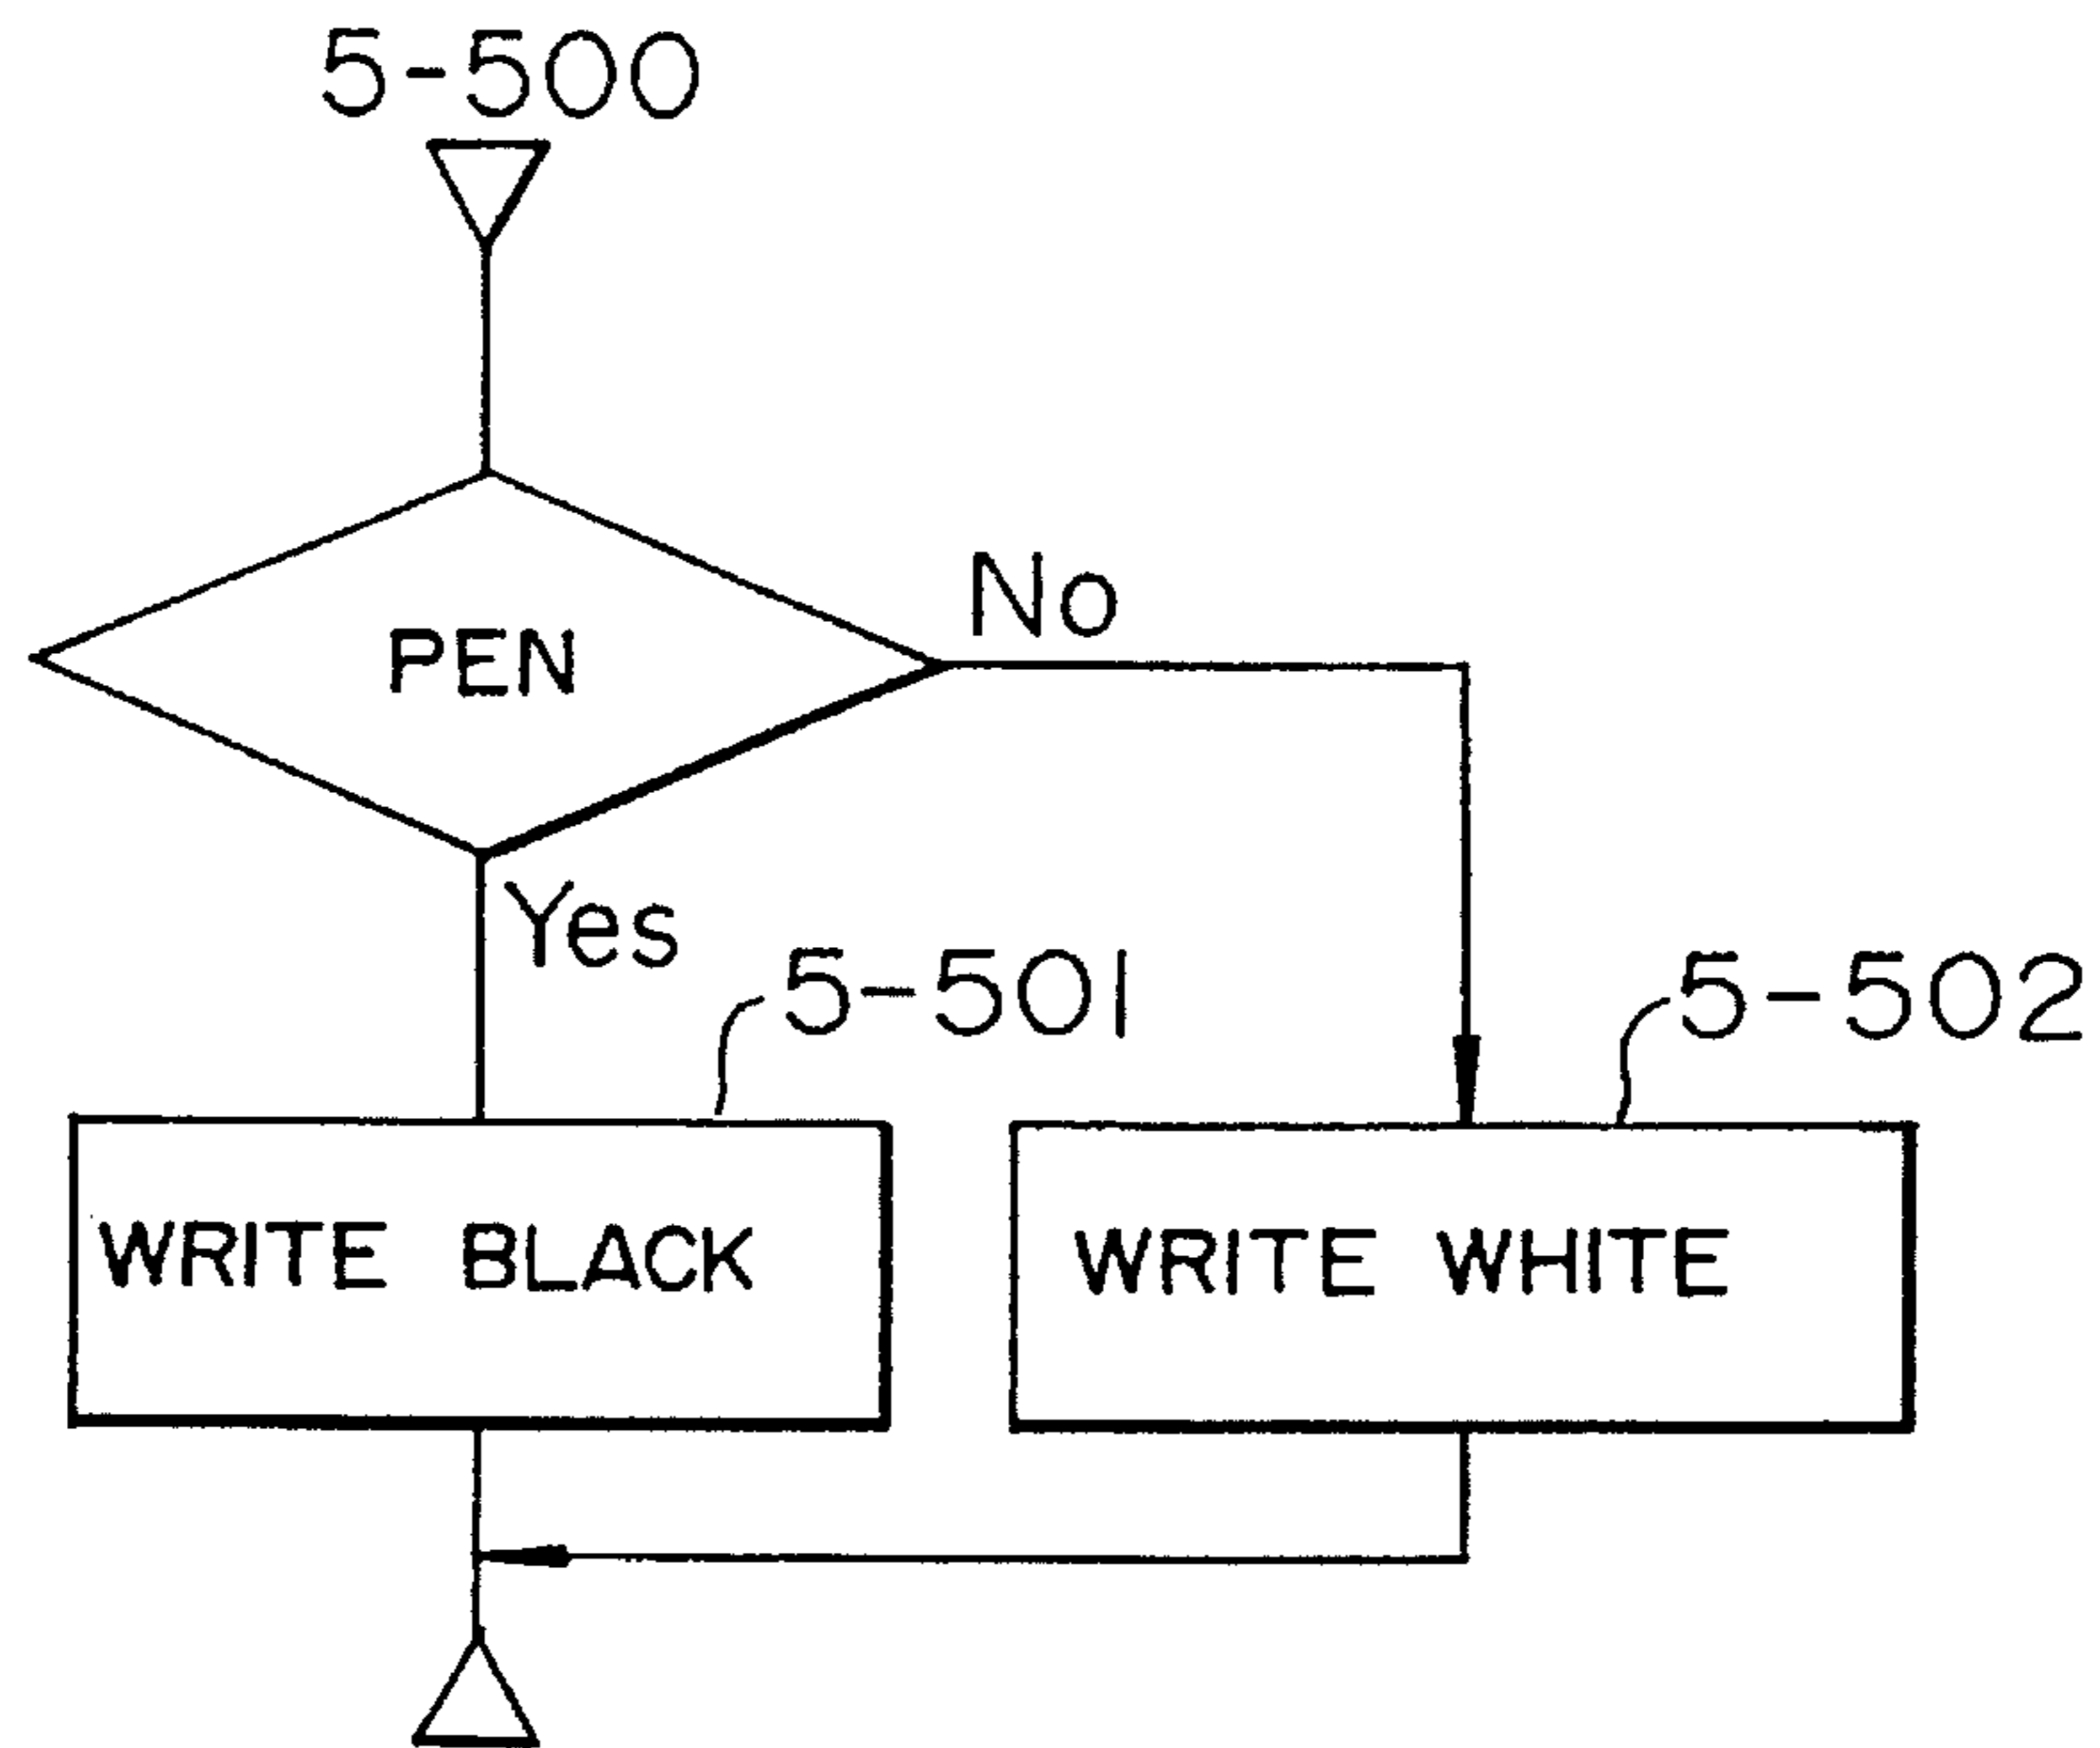 5-500
PEN
No
Yes
5-501
5-502
WRITE BLACK
WRITE WHITE